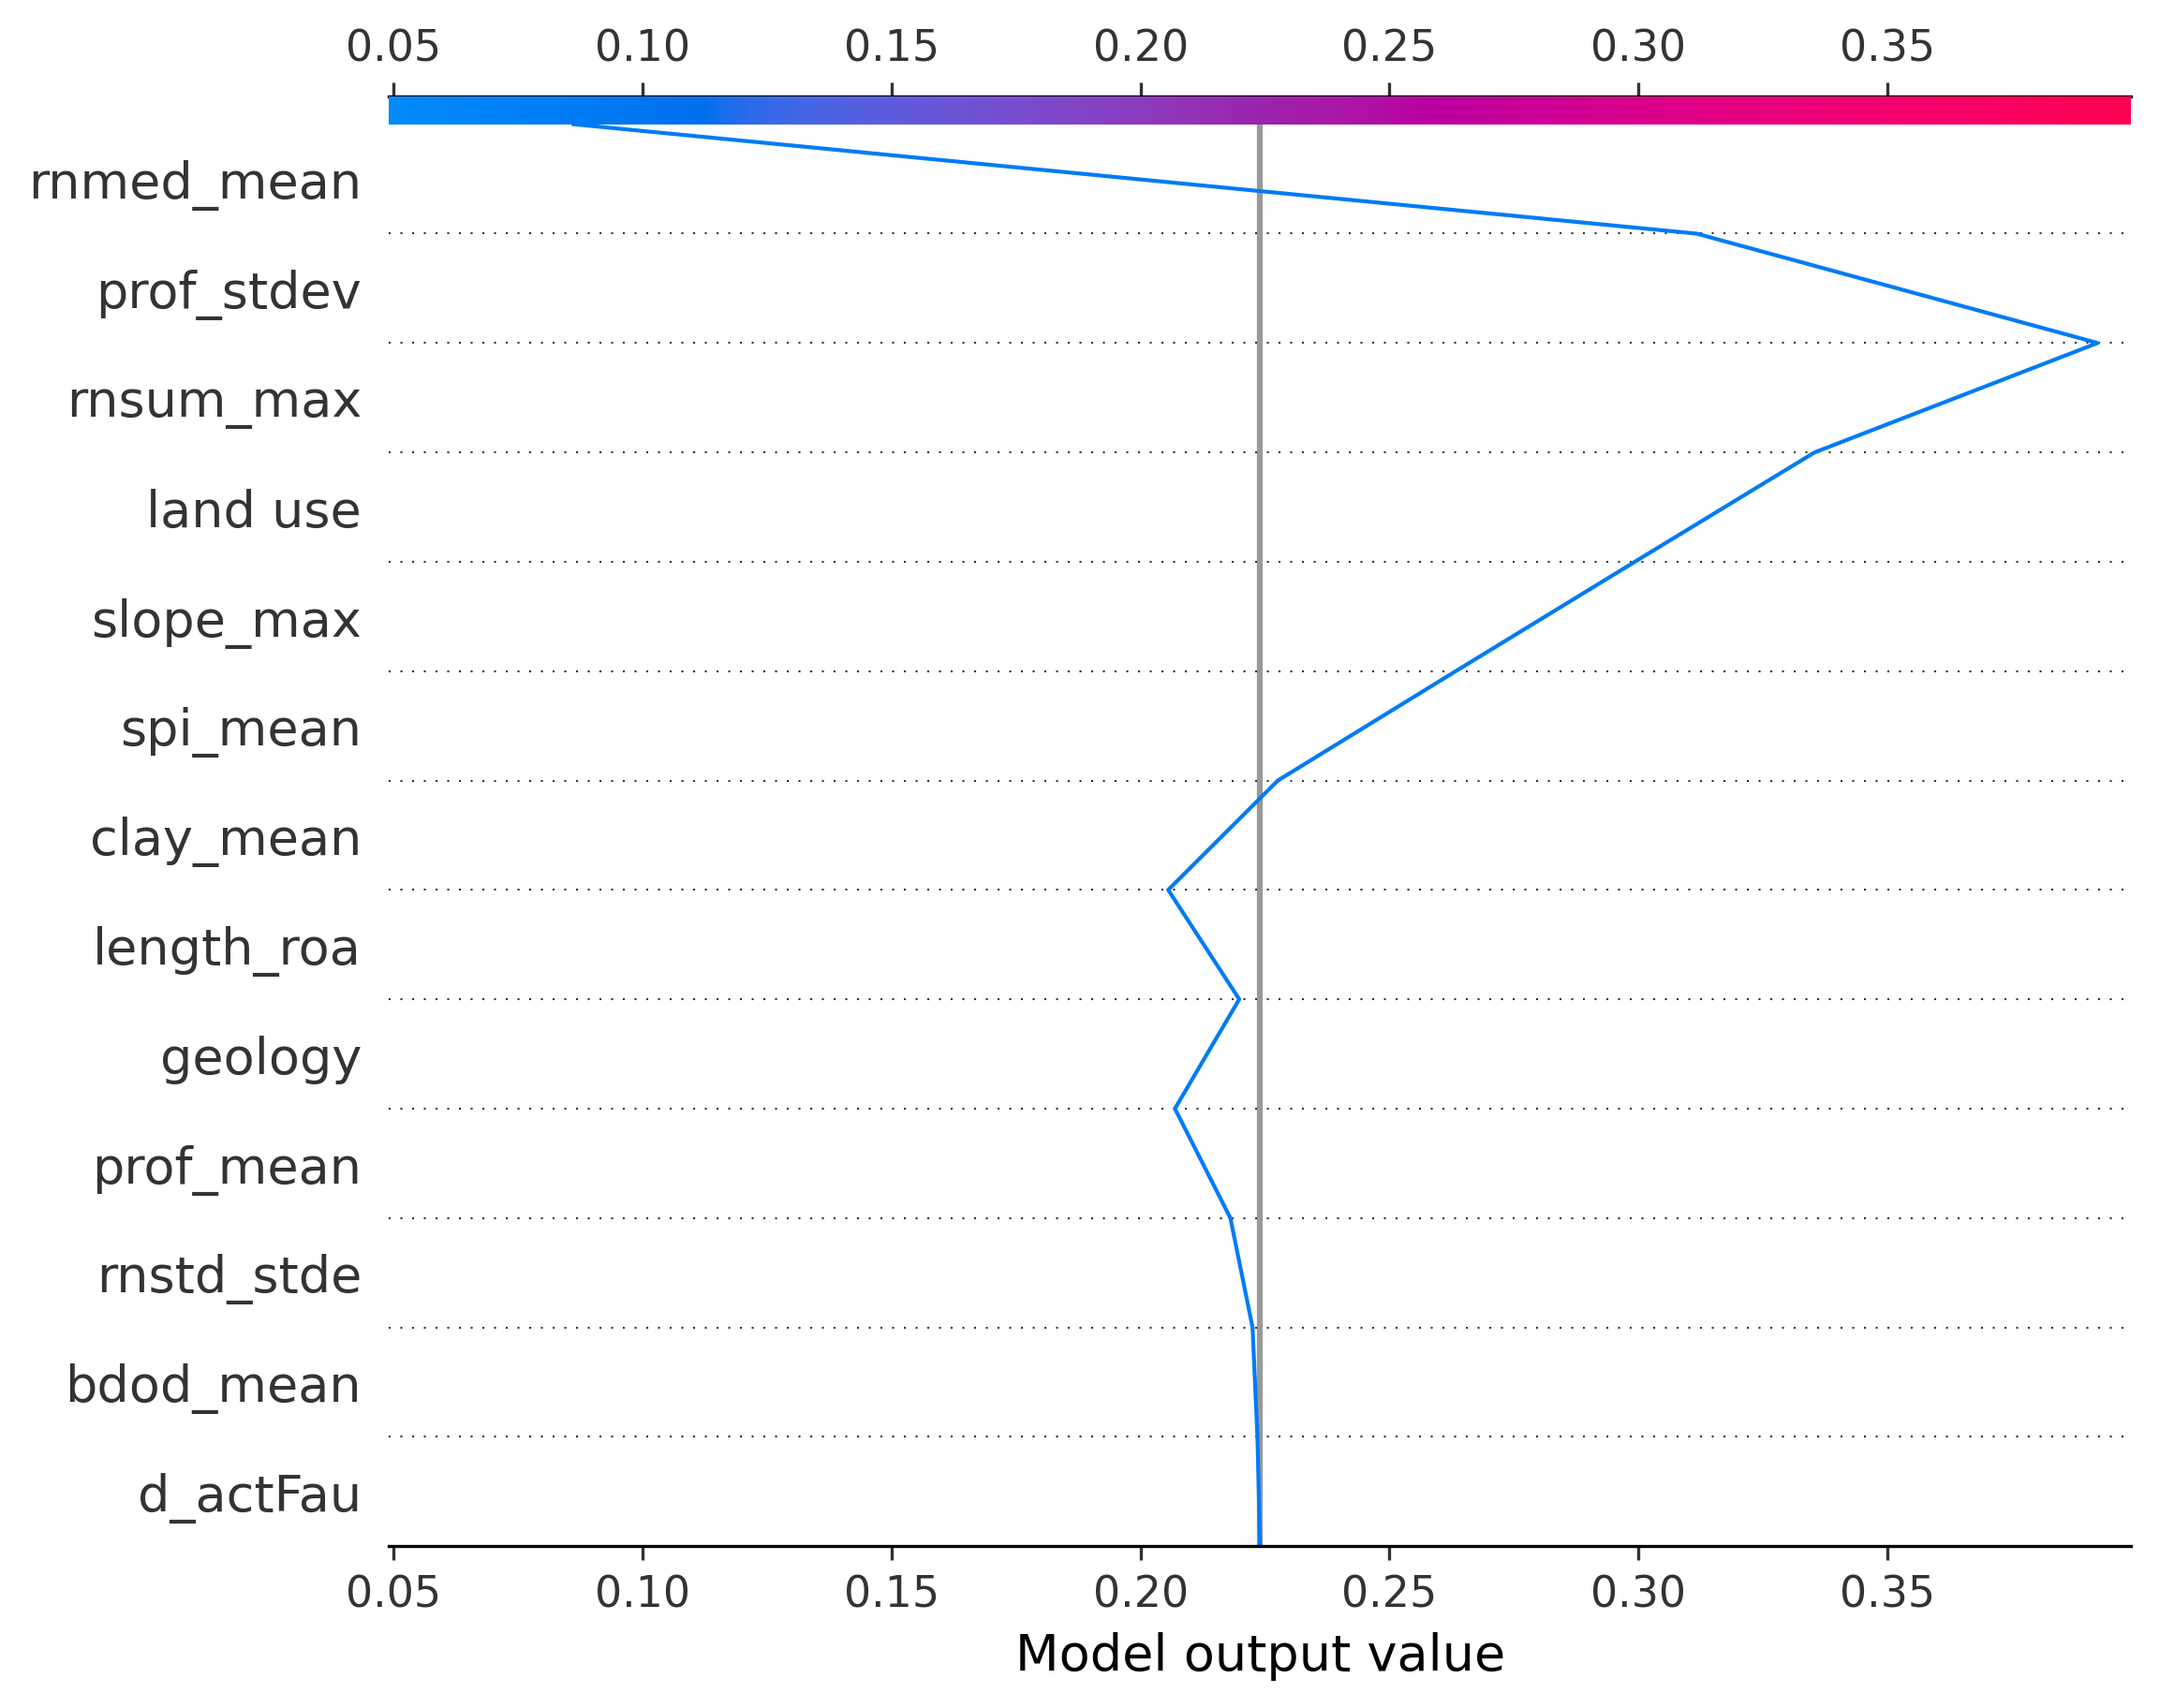 0.05 0.10 0.15 0.20 0.25 0.30 0.35
rnmed_mean
prof_stdev
rnsum_max
land use
slope_max
spi_mean
clay_mean
length_roa
geology
prof_mean
rnstd_stde
bdod_mean
d_actFau
0.05 0.10 0.15 0.20 0.25 0.30 0.35
Model output value